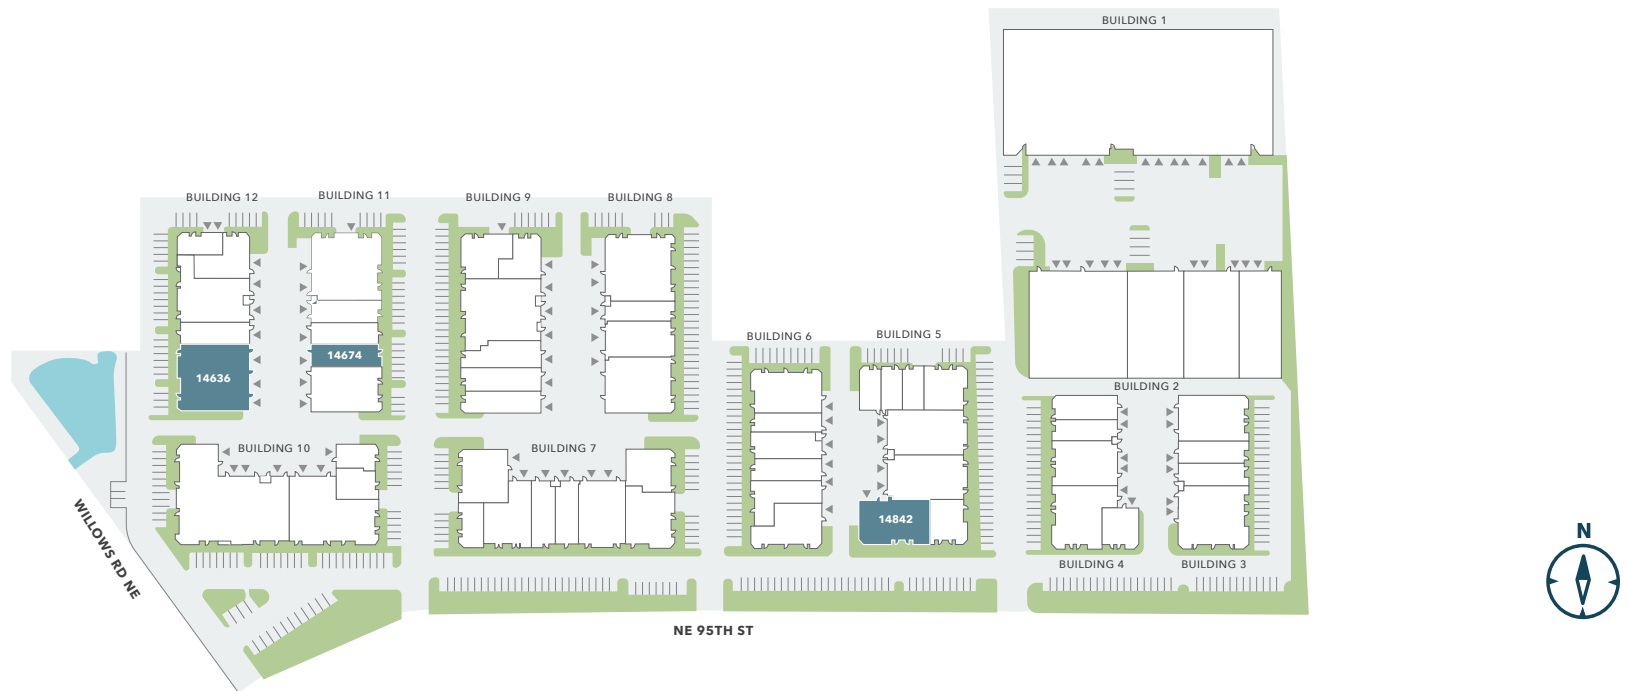 BUILDING 1
BUILDING 12
BUILDING 11
BUILDING 9
BUILDING 8
BUILDING 6
BUILDING 5
14674
14636
BUILDING 2
BUILDING 10
BUILDING 7
14842
WILLOWS RD NE
BUILDING 4
BUILDING 3
N
NE 95TH ST